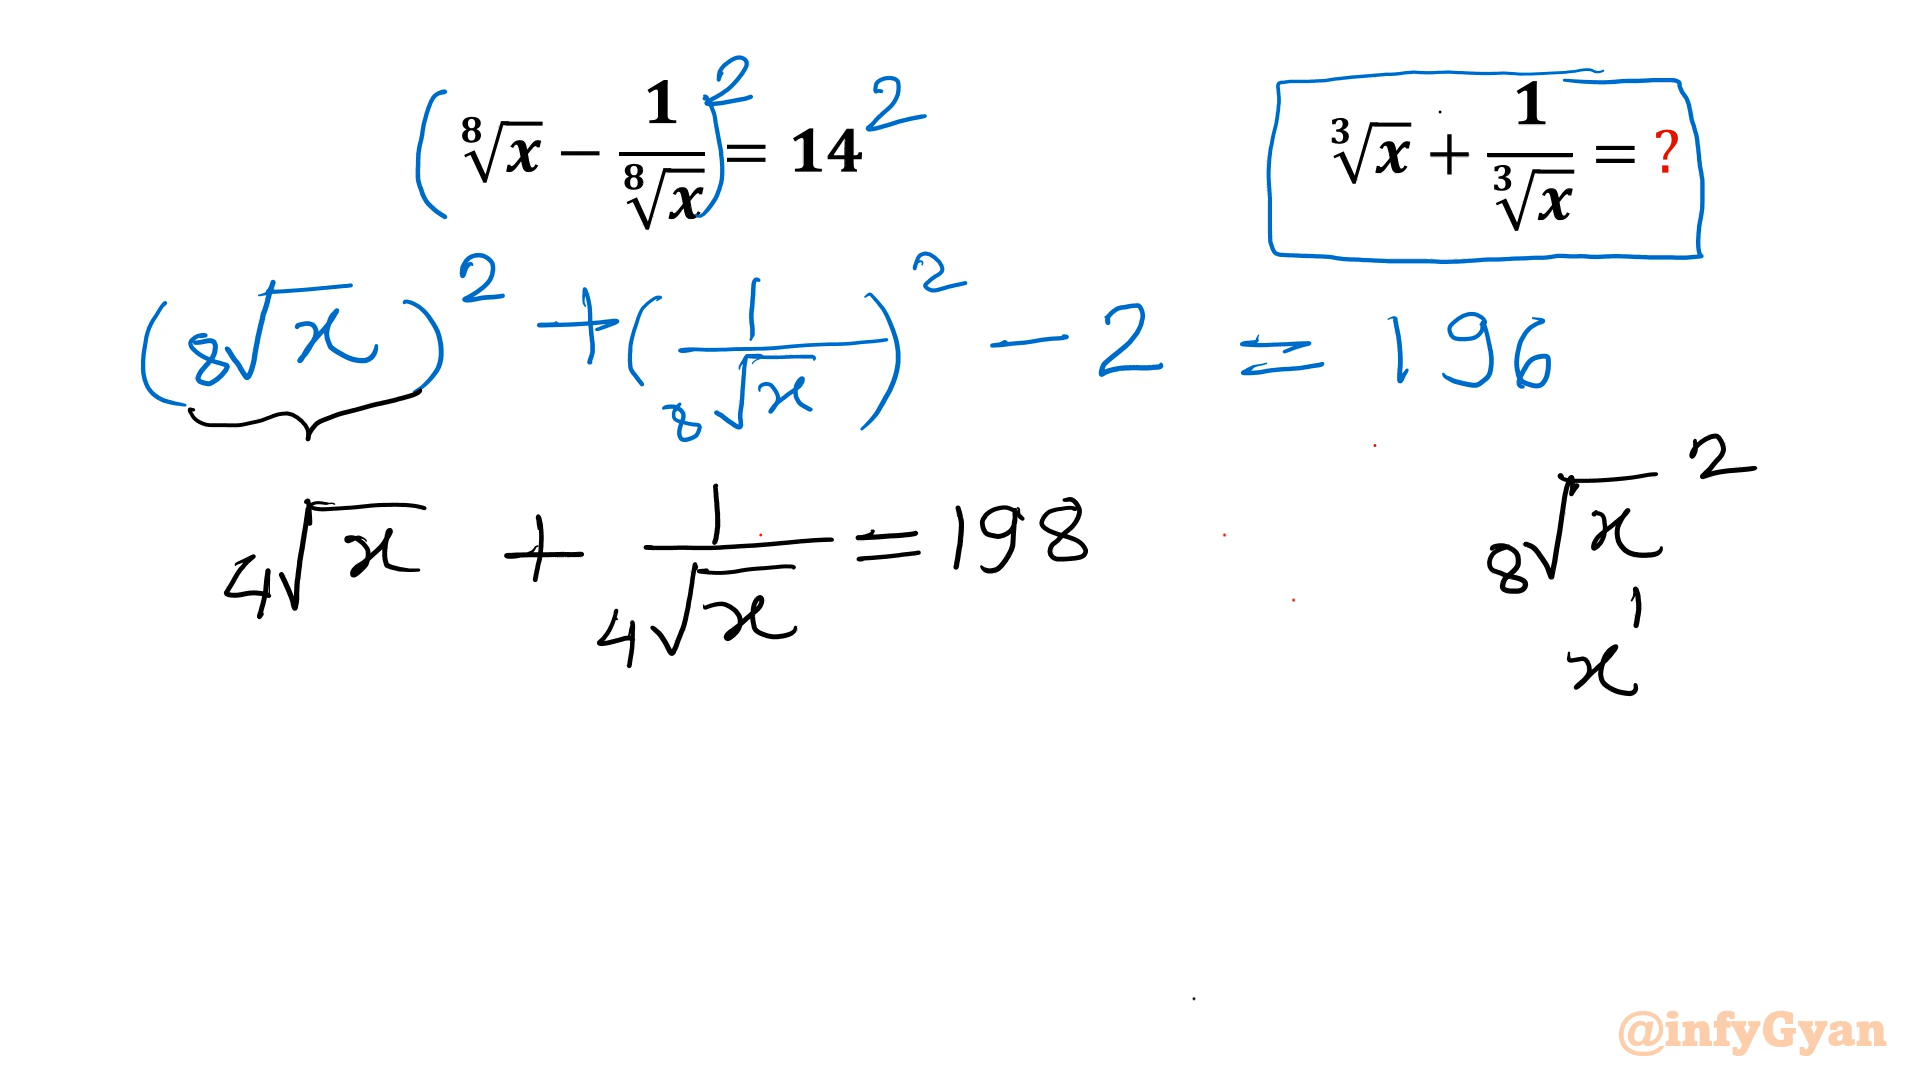 (⁸√x − 1/⁸√x)² = 14²
³√x + 1/³√x = ?
(⁸√x)² + (1/⁸√x)² − 2 = 196
⁴√x + 1/⁴√x = 198
⁸√x ²
x¹
@infyGyan